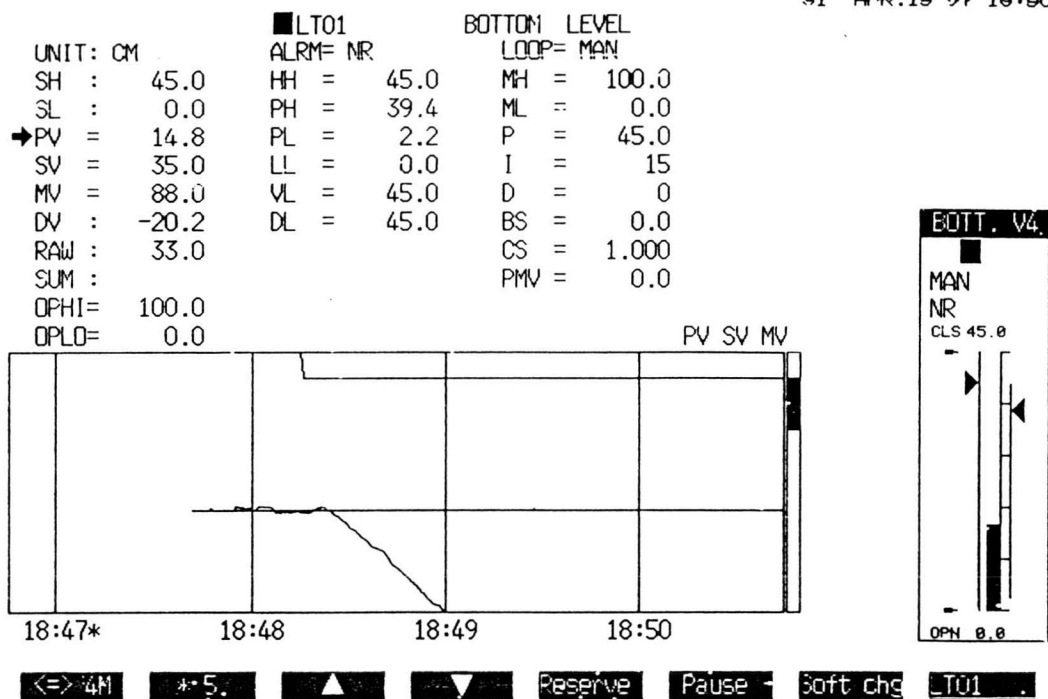 LT01 BOTTOM LEVEL
UNIT: CM ALRM= NR LOOP= MAN
SH : 45.0 HH = 45.0 MH = 100.0
SL : 0.0 PH = 39.4 ML = 0.0
➡PV = 14.8 PL = 2.2 P = 45.0
SV = 35.0 LL = 0.0 I = 15
MV = 88.0 VL = 45.0 D = 0
DV : -20.2 DL = 45.0 BS = 0.0
RAW : 33.0 CS = 1.000
SUM : PMV = 0.0
OPHI= 100.0
OPLO= 0.0 PV SV MV
BOTT. V4.
MAN
NR
CLS 45.0
OPN 0.0
18:47* 18:48 18:49 18:50
<=> 4M Reserve Pause Soft chg T01